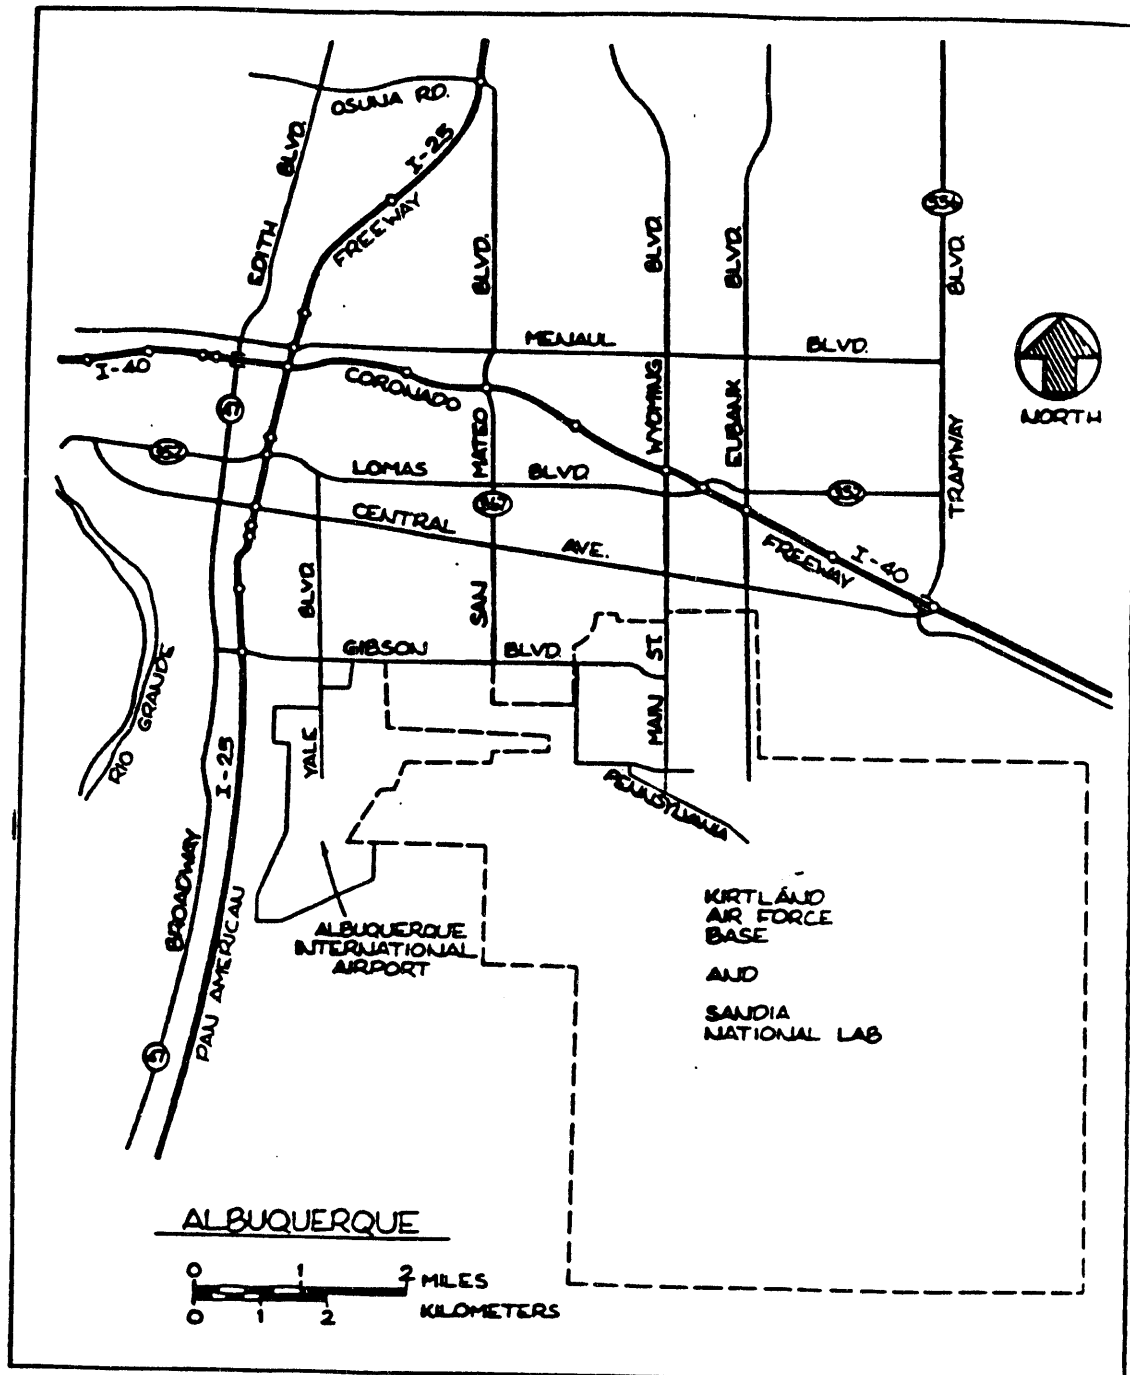 OSUNA RD.
I-25
FREEWAY
EDITH BLVD.
SAN MATEO BLVD.
WYOMING BLVD.
EUBANK BLVD.
556
TRAMWAY BLVD.
MENAUL BLVD.
I-40
CORONADO
NORTH
LOMAS BLVD.
352
CENTRAL AVE.
FREEWAY
I-40
YALE BLVD
GIBSON BLVD.
MAIN ST.
RIO GRANDE
I-25
PENNSYLVANIA
BROADWAY
PAN AMERICAN
ALBUQUERQUE
INTERNATIONAL
AIRPORT
KIRTLAND
AIR FORCE
BASE
AND
SANDIA
NATIONAL LAB
ALBUQUERQUE
0 1 2 MILES
0 1 2 KILOMETERS